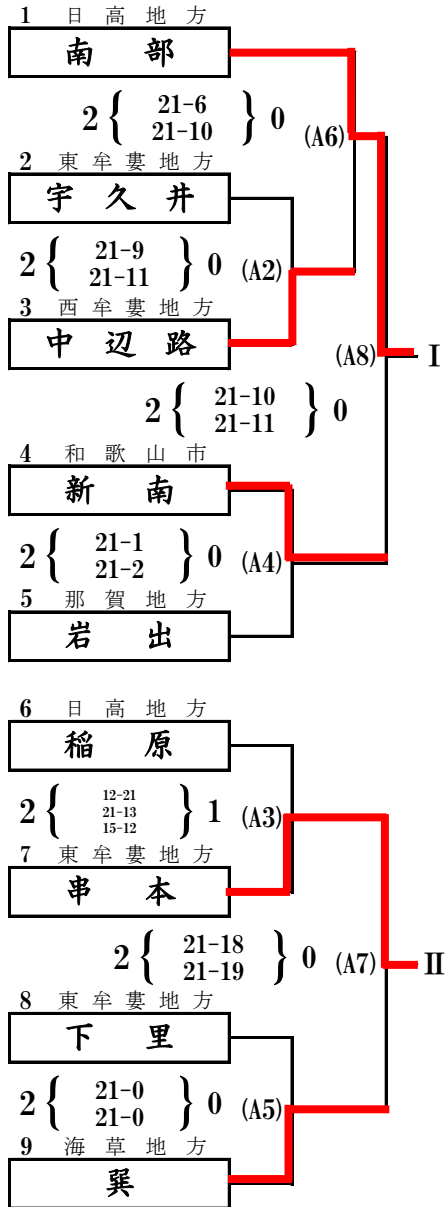 1 日高地方
南部
2 { 21-6 21-10 } 0 (A6)
2 東牟婁地方
宇久井
2 { 21-9 21-11 } 0 (A2)
3 西牟婁地方
中辺路
(A8) I
2 { 21-10 21-11 } 0
4 和歌山市
新南
2 { 21-1 21-2 } 0 (A4)
5 那賀地方
岩出
6 日高地方
稲原
2 { 12-21 21-13 15-12 } 1 (A3)
7 東牟婁地方
串本
2 { 21-18 21-19 } 0 (A7) II
8 東牟婁地方
下里
2 { 21-0 21-0 } 0 (A5)
9 海草地方
巽